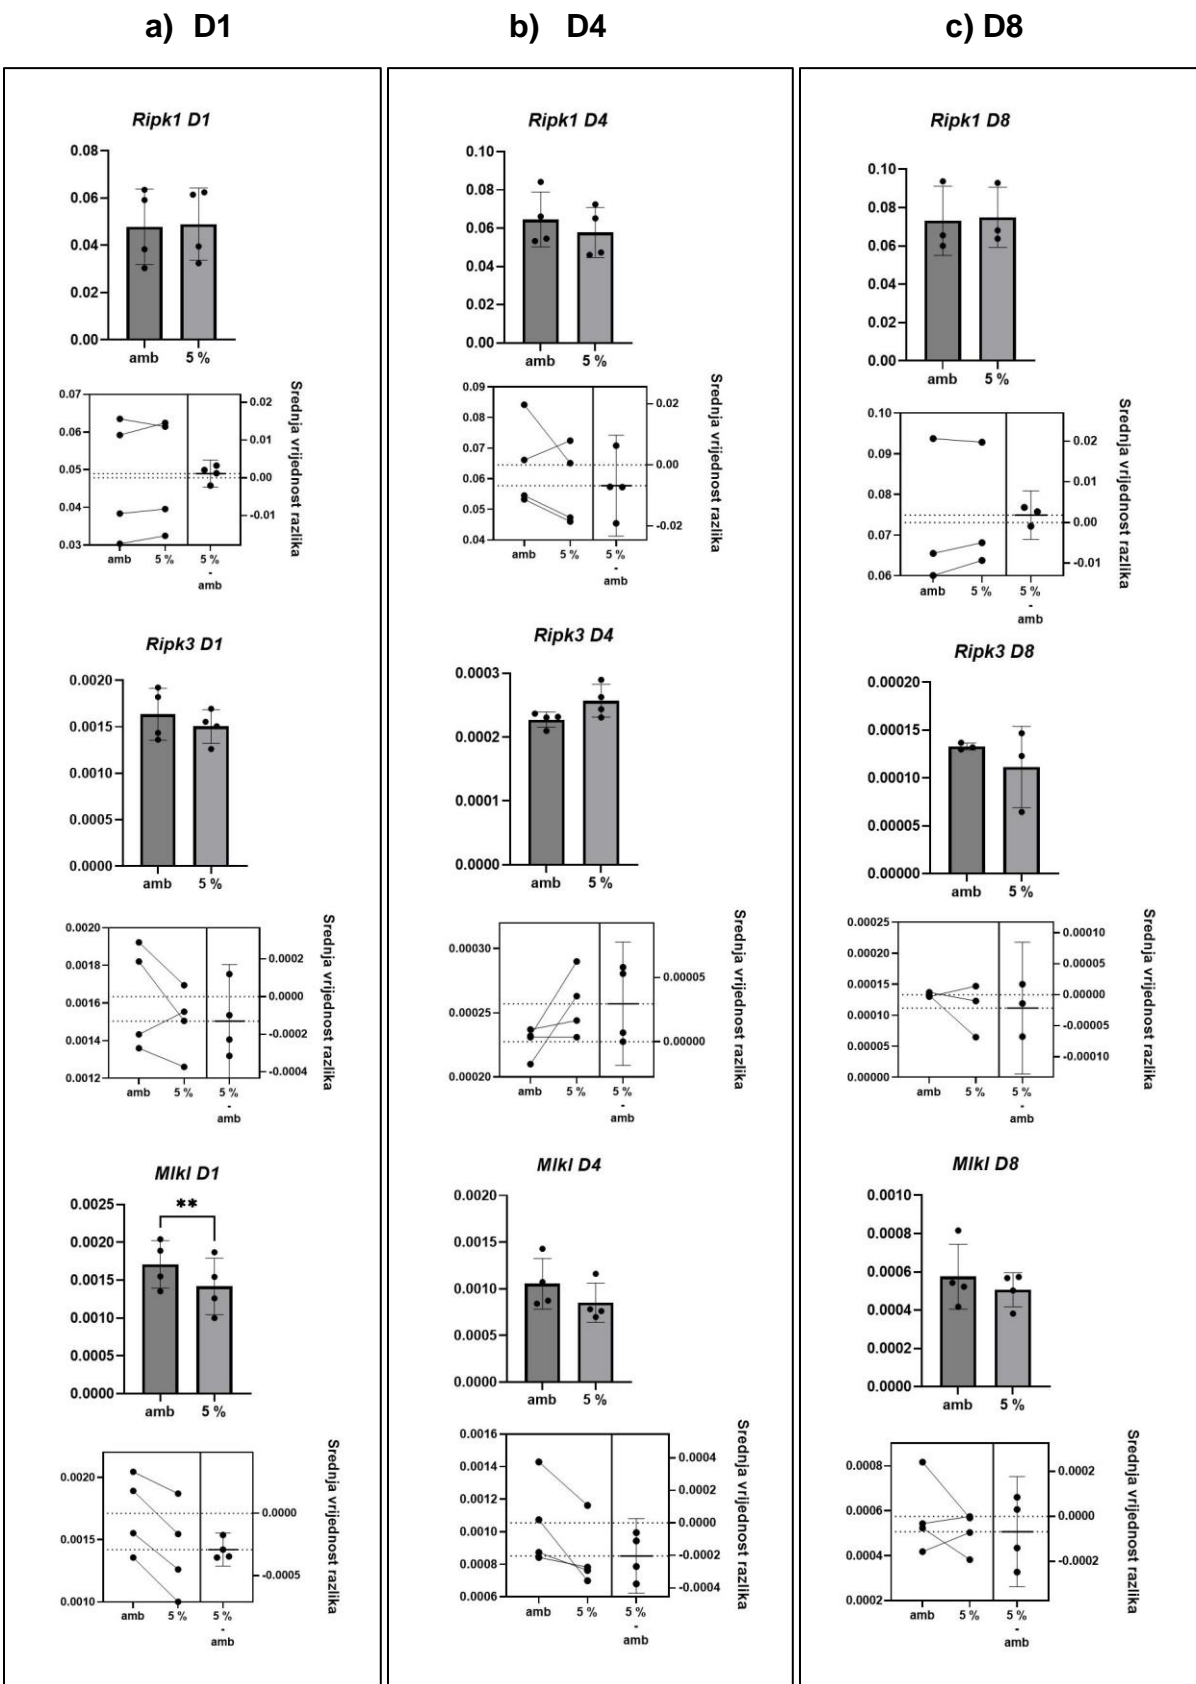 a) D1
b) D4
c) D8
Ripk1 D1
0.08
0.06
0.04
0.02
0.00
amb 5 %
0.07
0.06
0.05
0.04
0.03
0.02
0.01
0.00
-0.01
Srednja vrijednost razlika
amb 5 % 5 %
-
amb
Ripk3 D1
0.0020
0.0015
0.0010
0.0005
0.0000
amb 5 %
0.0020
0.0018
0.0016
0.0014
0.0012
0.0002
0.0000
-0.0002
-0.0004
Srednja vrijednost razlika
amb 5 % 5 %
-
amb
Mlkl D1
0.0025
0.0020
0.0015
0.0010
0.0005
0.0000
**
amb 5 %
0.0020
0.0015
0.0010
0.0000
-0.0005
Srednja vrijednost razlika
amb 5 % 5 %
-
amb
Ripk1 D4
0.10
0.08
0.06
0.04
0.02
0.00
amb 5 %
0.09
0.08
0.07
0.06
0.05
0.04
0.02
0.00
-0.02
Srednja vrijednost razlika
amb 5 % 5 %
-
amb
Ripk3 D4
0.0003
0.0002
0.0001
0.0000
amb 5 %
0.00030
0.00025
0.00020
0.00005
0.00000
Srednja vrijednost razlika
amb 5 % 5 %
-
amb
Mlkl D4
0.0020
0.0015
0.0010
0.0005
0.0000
amb 5 %
0.0016
0.0014
0.0012
0.0010
0.0008
0.0006
0.0004
0.0002
0.0000
-0.0002
-0.0004
Srednja vrijednost razlika
amb 5 % 5 %
-
amb
Ripk1 D8
0.10
0.08
0.06
0.04
0.02
0.00
amb 5 %
0.10
0.09
0.08
0.07
0.06
0.02
0.01
0.00
-0.01
Srednja vrijednost razlika
amb 5 % 5 %
-
amb
Ripk3 D8
0.00020
0.00015
0.00010
0.00005
0.00000
amb 5 %
0.00025
0.00020
0.00015
0.00010
0.00005
0.00000
0.00010
0.00005
0.00000
-0.00005
-0.00010
Srednja vrijednost razlika
amb 5 % 5 %
-
amb
Mlkl D8
0.0010
0.0008
0.0006
0.0004
0.0002
0.0000
amb 5 %
0.0008
0.0006
0.0004
0.0002
0.0002
0.0000
-0.0002
Srednja vrijednost razlika
amb 5 % 5 %
-
amb